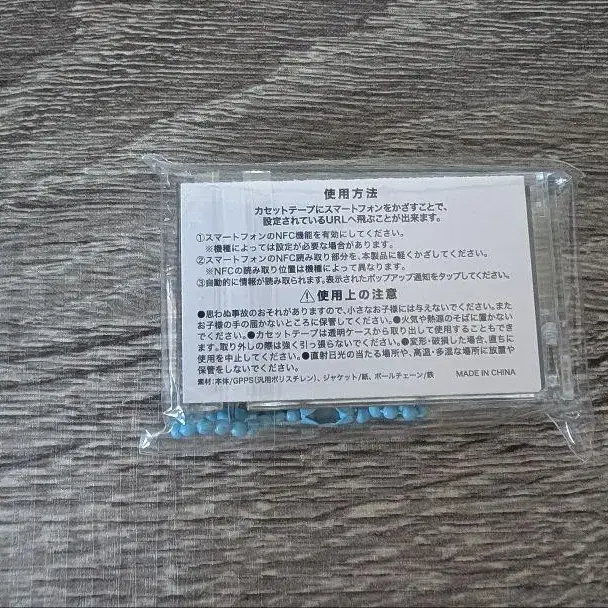 使用方法
カセットテープにスマートフォンをかざすことで、
設定されているURLへ飛ぶことが出来ます。
①スマートフォンのNFC機能を有効にしてください。
※機種によっては設定が必要な場合があります。
②スマートフォンのNFC読み取り部分を、本製品に軽くかざしてください。
※NFCの読み取り位置は機種によって異なります。
③自動的に情報が読み取られます。表示されたポップアップ通知をタップしてください。
⚠使用上の注意
●思わぬ事故のおそれがありますので、小さなお子様には与えないでください。また
お子様の手の届かないところに保管してください。●火気や熱源のそばに置かない
でください。●カセットテープは透明ケースから取り出して使用することもでき
ます。取り外しの際は強く引っ張らないでください。●変形・破損した場合、直ちに
使用を中止してください。●直射日光の当たる場所や、高温・多湿な場所に放置や
保管をしないでください。
素材：本体/GPPS(汎用ポリスチレン)、ジャケット/紙、ボールチェーン/鉄 MADE IN CHINA